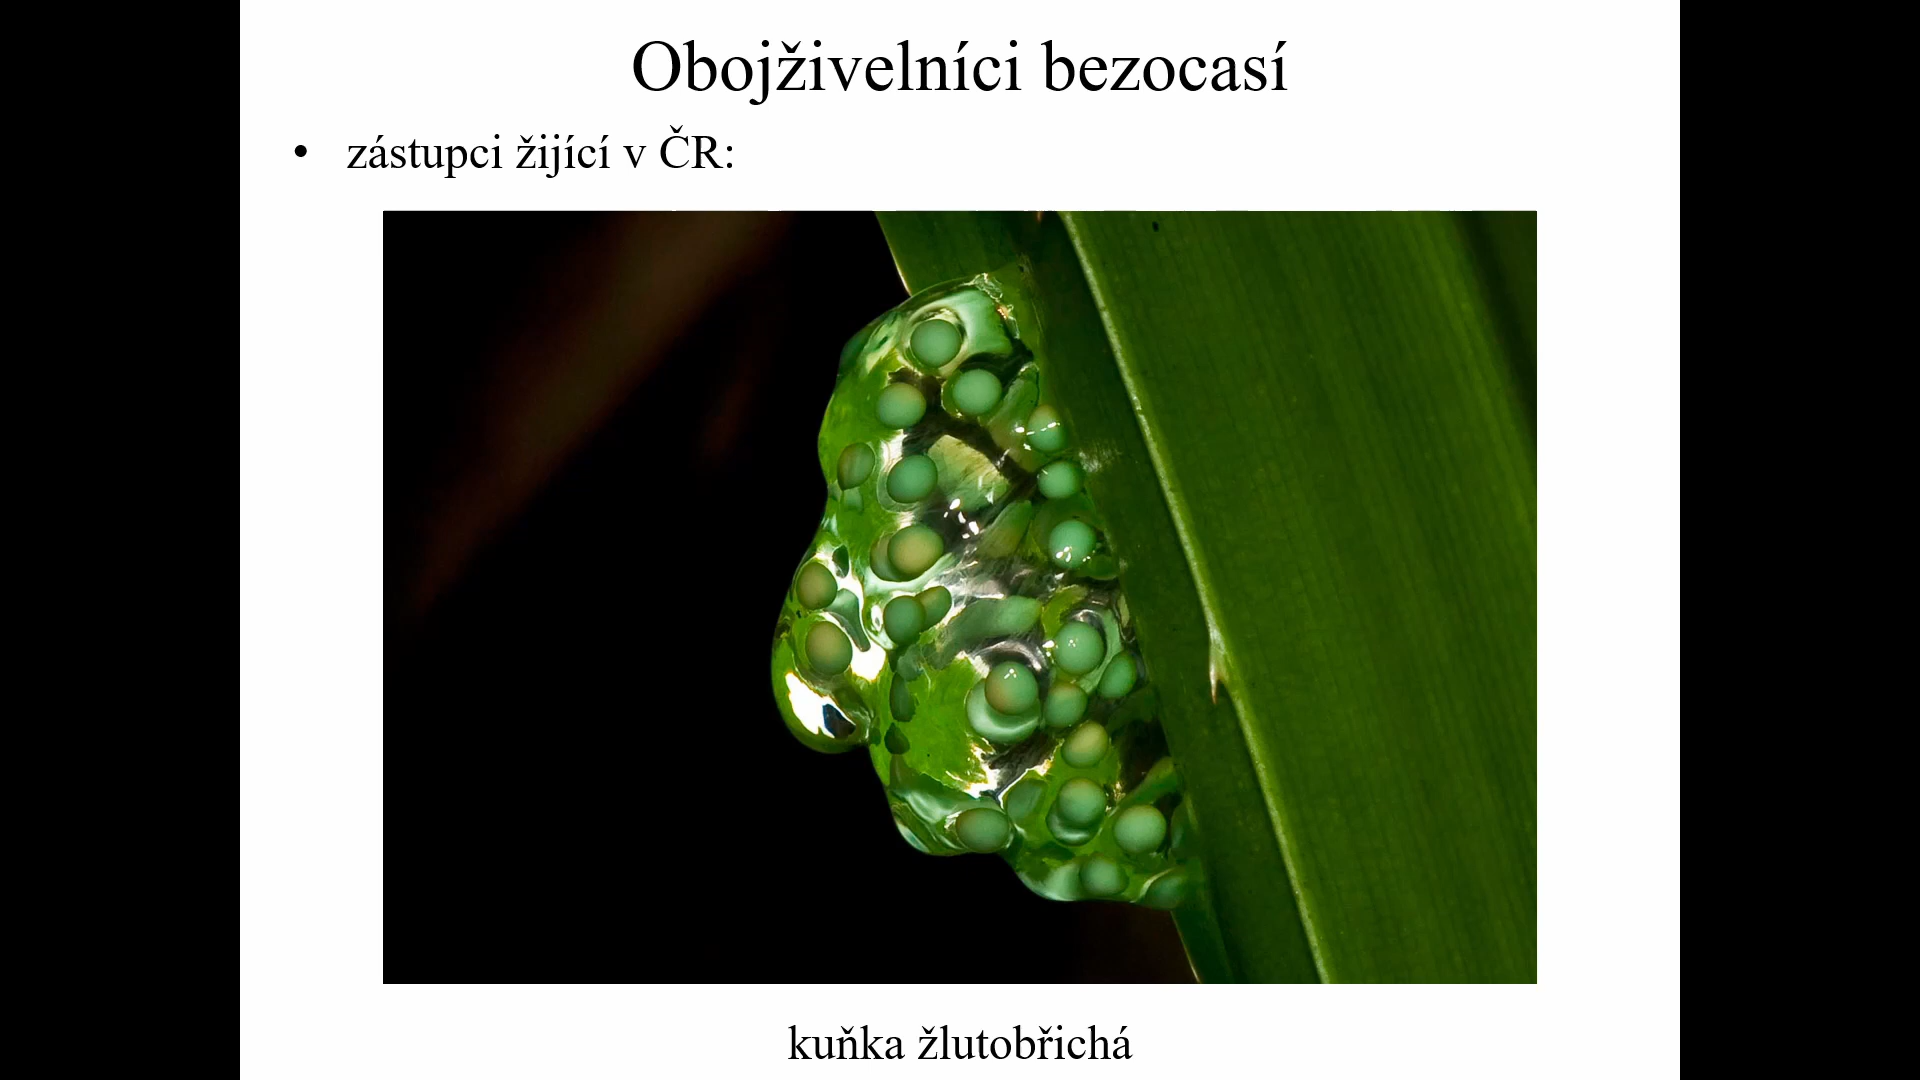 Obojživelníci bezocasí
• zástupci žijící v ČR:
kuňka žlutobřichá